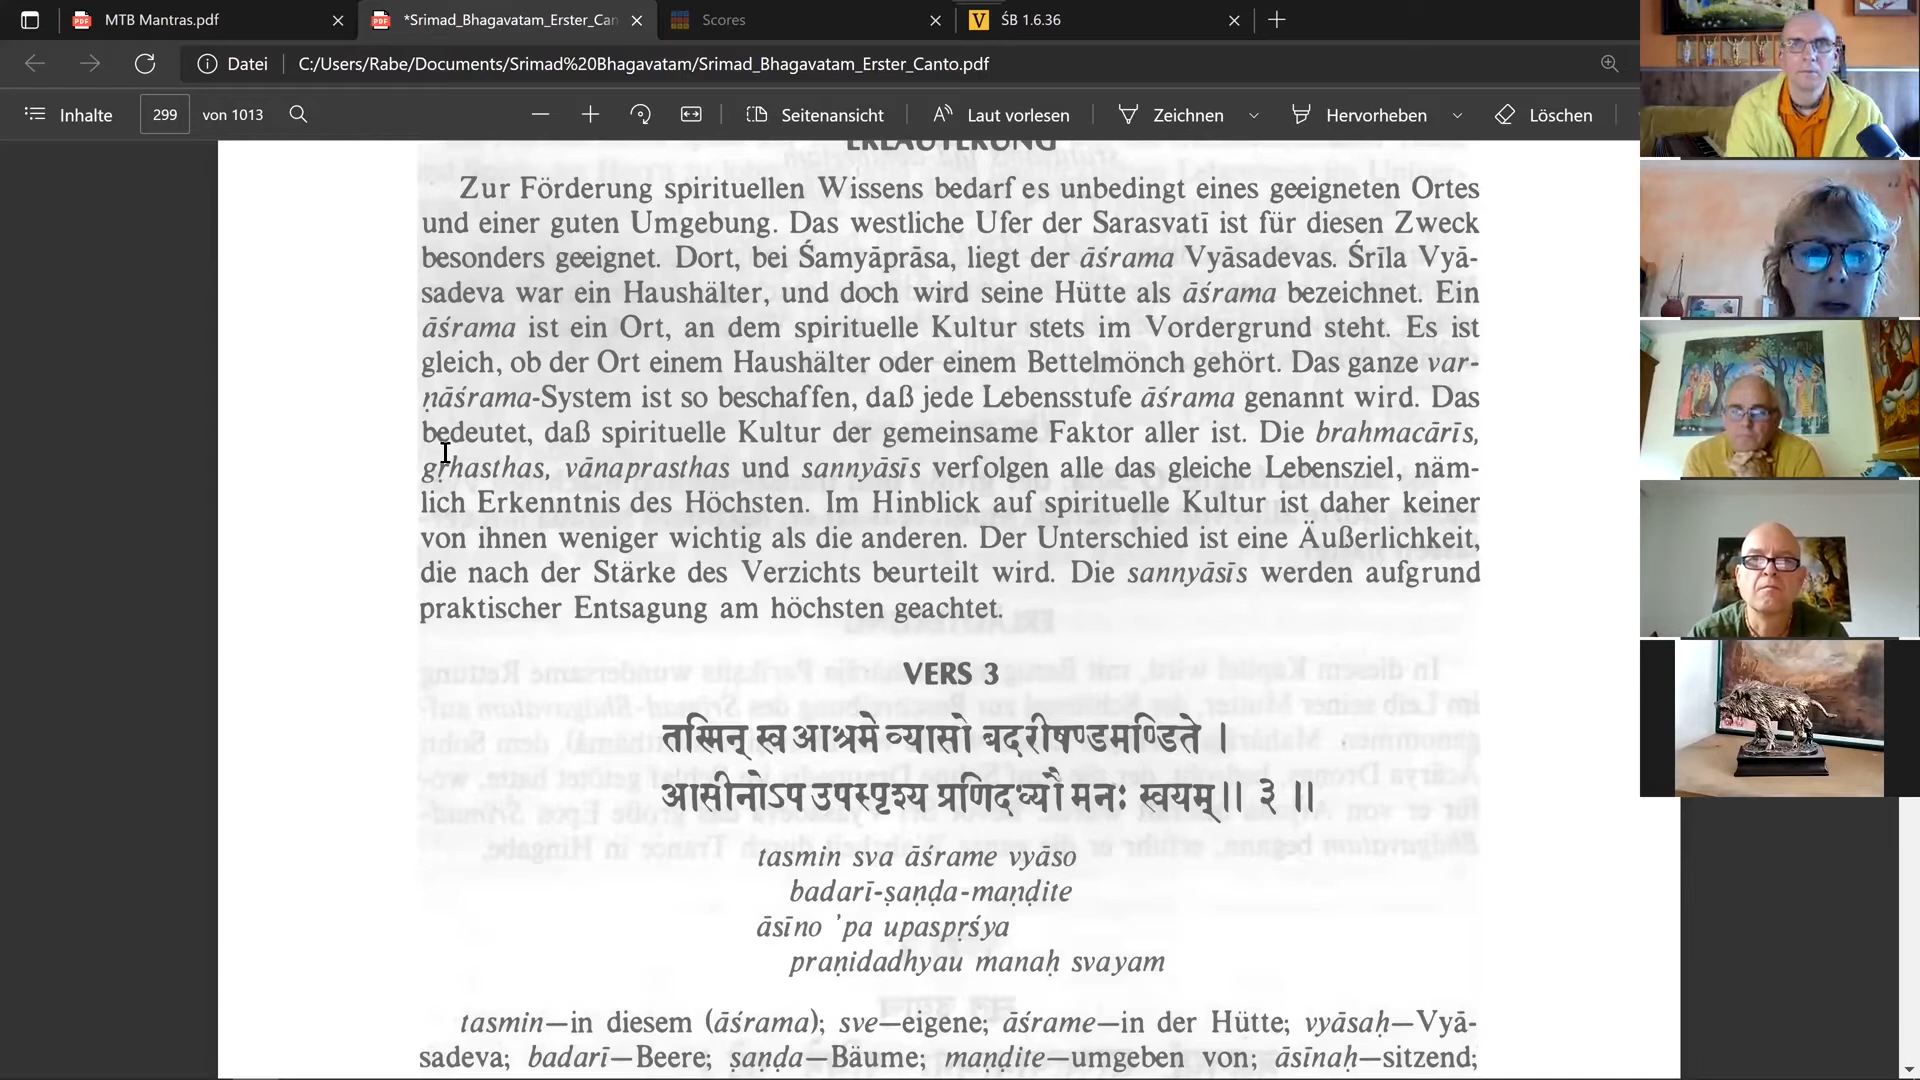 MTB Mantras.pdf
*Srimad_Bhagavatam_Erster_Can
Scores
ŚB 1.6.36
Datei
C:/Users/Rabe/Documents/Srimad%20Bhagavatam/Srimad_Bhagavatam_Erster_Canto.pdf
Inhalte
299
von 1013
Seitenansicht
Laut vorlesen
Zeichnen
Hervorheben
Löschen
ERLÄUTERUNG
Zur Förderung spirituellen Wissens bedarf es unbedingt eines geeigneten Ortes
und einer guten Umgebung. Das westliche Ufer der Sarasvatī ist für diesen Zweck
besonders geeignet. Dort, bei Śamyāprāsa, liegt der āśrama Vyāsadevas. Śrīla Vyā-
sadeva war ein Haushälter, und doch wird seine Hütte als āśrama bezeichnet. Ein
āśrama ist ein Ort, an dem spirituelle Kultur stets im Vordergrund steht. Es ist
gleich, ob der Ort einem Haushälter oder einem Bettelmönch gehört. Das ganze var-
ṇāśrama-System ist so beschaffen, daß jede Lebensstufe āśrama genannt wird. Das
bedeutet, daß spirituelle Kultur der gemeinsame Faktor aller ist. Die brahmacārīs,
gṛhasthas, vānaprasthas und sannyāsīs verfolgen alle das gleiche Lebensziel, näm-
lich Erkenntnis des Höchsten. Im Hinblick auf spirituelle Kultur ist daher keiner
von ihnen weniger wichtig als die anderen. Der Unterschied ist eine Äußerlichkeit,
die nach der Stärke des Verzichts beurteilt wird. Die sannyāsīs werden aufgrund
praktischer Entsagung am höchsten geachtet.
VERS 3
तस्मिन् स्व आश्रमे व्यासो बदरीषण्डमण्डिते ।
आसीनोऽप उपस्पृश्य प्रणिदध्यौ मनः स्वयम् ।। ३ ।।
tasmin sva āśrame vyāso
badarī-ṣaṇḍa-maṇḍite
āsīno 'pa upaspṛśya
praṇidadhyau manaḥ svayam
tasmin—in diesem (āśrama); sve—eigene; āśrame—in der Hütte; vyāsaḥ—Vyā-
sadeva; badarī—Beere; ṣaṇḍa—Bäume; maṇḍite—umgeben von; āsīnaḥ—sitzend;